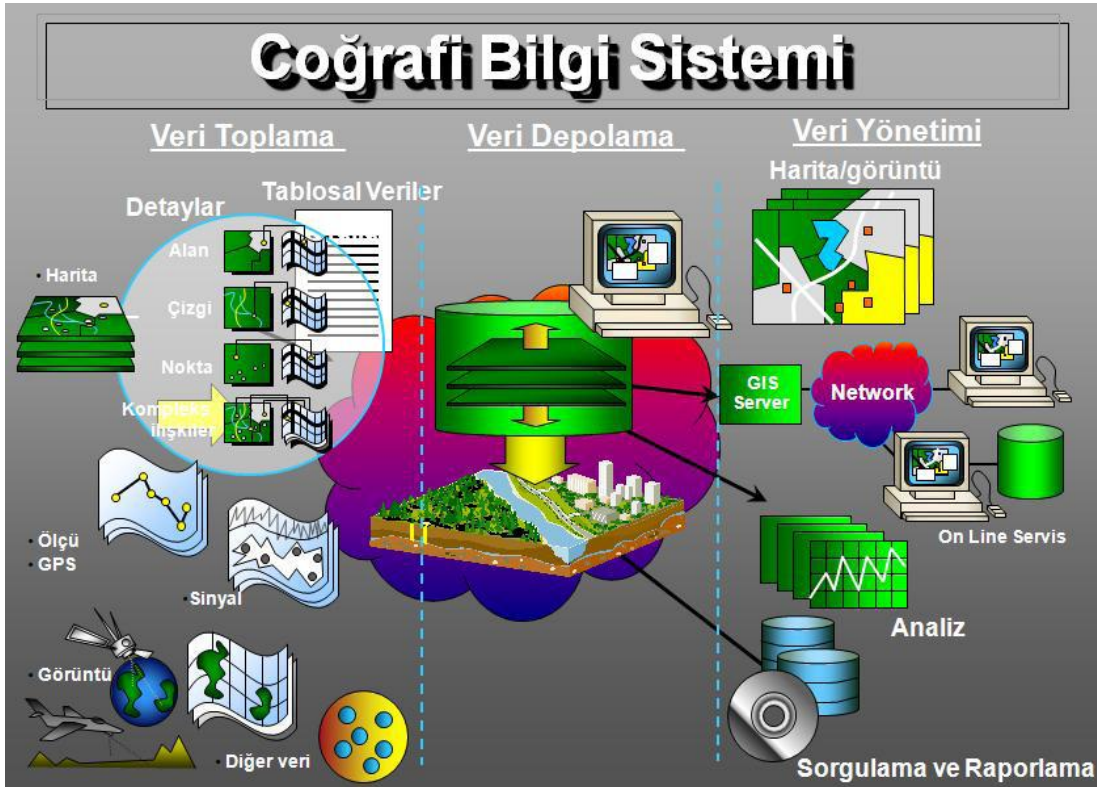 Coğrafi Bilgi Sistemi
Veri Toplama
Veri Depolama
Veri Yönetimi
Harita/görüntü
Tablosal Veriler
Detaylar
Alan
• Harita
Çizgi
Nokta
Kompleks
ilişkiler
GIS
Server
Network
• Ölçü
• GPS
• Sinyal
On Line Servis
Analiz
• Görüntü
• Diğer veri
Sorgulama ve Raporlama